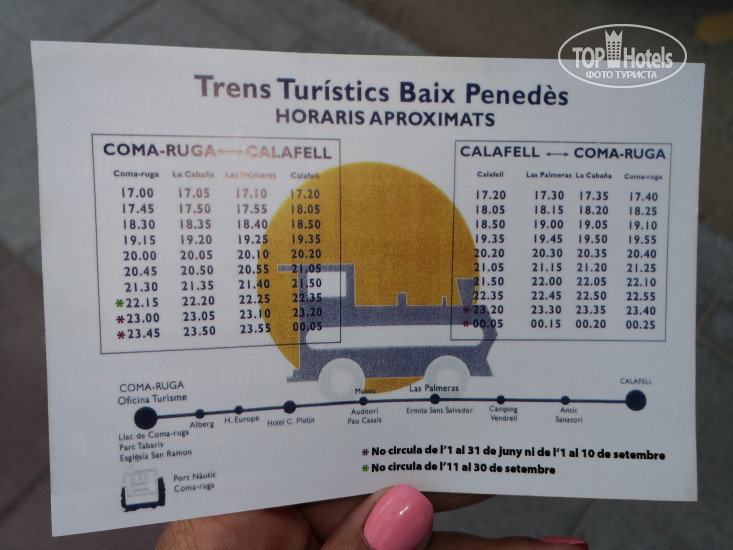 TOP Hotels
ФОТО ТУРИСТА
Trens Turístics Baix Penedès
HORARIS APROXIMATS
COMA-RUGA ↔ CALAFELL
Coma-ruga La Cabaña Las Palmeras Calafell
17.00 17.05 17.10 17.20
17.45 17.50 17.55 18.05
18.30 18.35 18.40 18.50
19.15 19.20 19.25 19.35
20.00 20.05 20.10 20.20
20.45 20.50 20.55 21.05
21.30 21.35 21.40 21.50
*22.15 22.20 22.25 22.35
*23.00 23.05 23.10 23.20
*23.45 23.50 23.55 00.05
CALAFELL ↔ COMA-RUGA
Calafell Las Palmeras La Cabaña Coma-ruga
17.20 17.30 17.35 17.40
18.05 18.15 18.20 18.25
18.50 19.00 19.05 19.10
19.35 19.45 19.50 19.55
20.20 20.30 20.35 20.40
21.05 21.15 21.20 21.25
21.50 22.00 22.05 22.10
22.35 22.45 22.50 22.55
*23.20 23.30 23.35 23.40
*00.05 00.15 00.20 00.25
COMA-RUGA
Oficina Turisme
Llac de Coma-ruga
Parc Tabaris
Església San Ramon
Alberg
H. Europe
Hotel C. Platja
Museu
Auditori
Pau Casals
Las Palmeras
Ermita Sant Salvador
Camping
Vendrell
Antic
Sanatori
CALAFELL
Port Nàutic
Coma-ruga
* No circula de l'1 al 31 de juny ni de l'1 al 10 de setembre
* No circula de l'11 al 30 de setembre